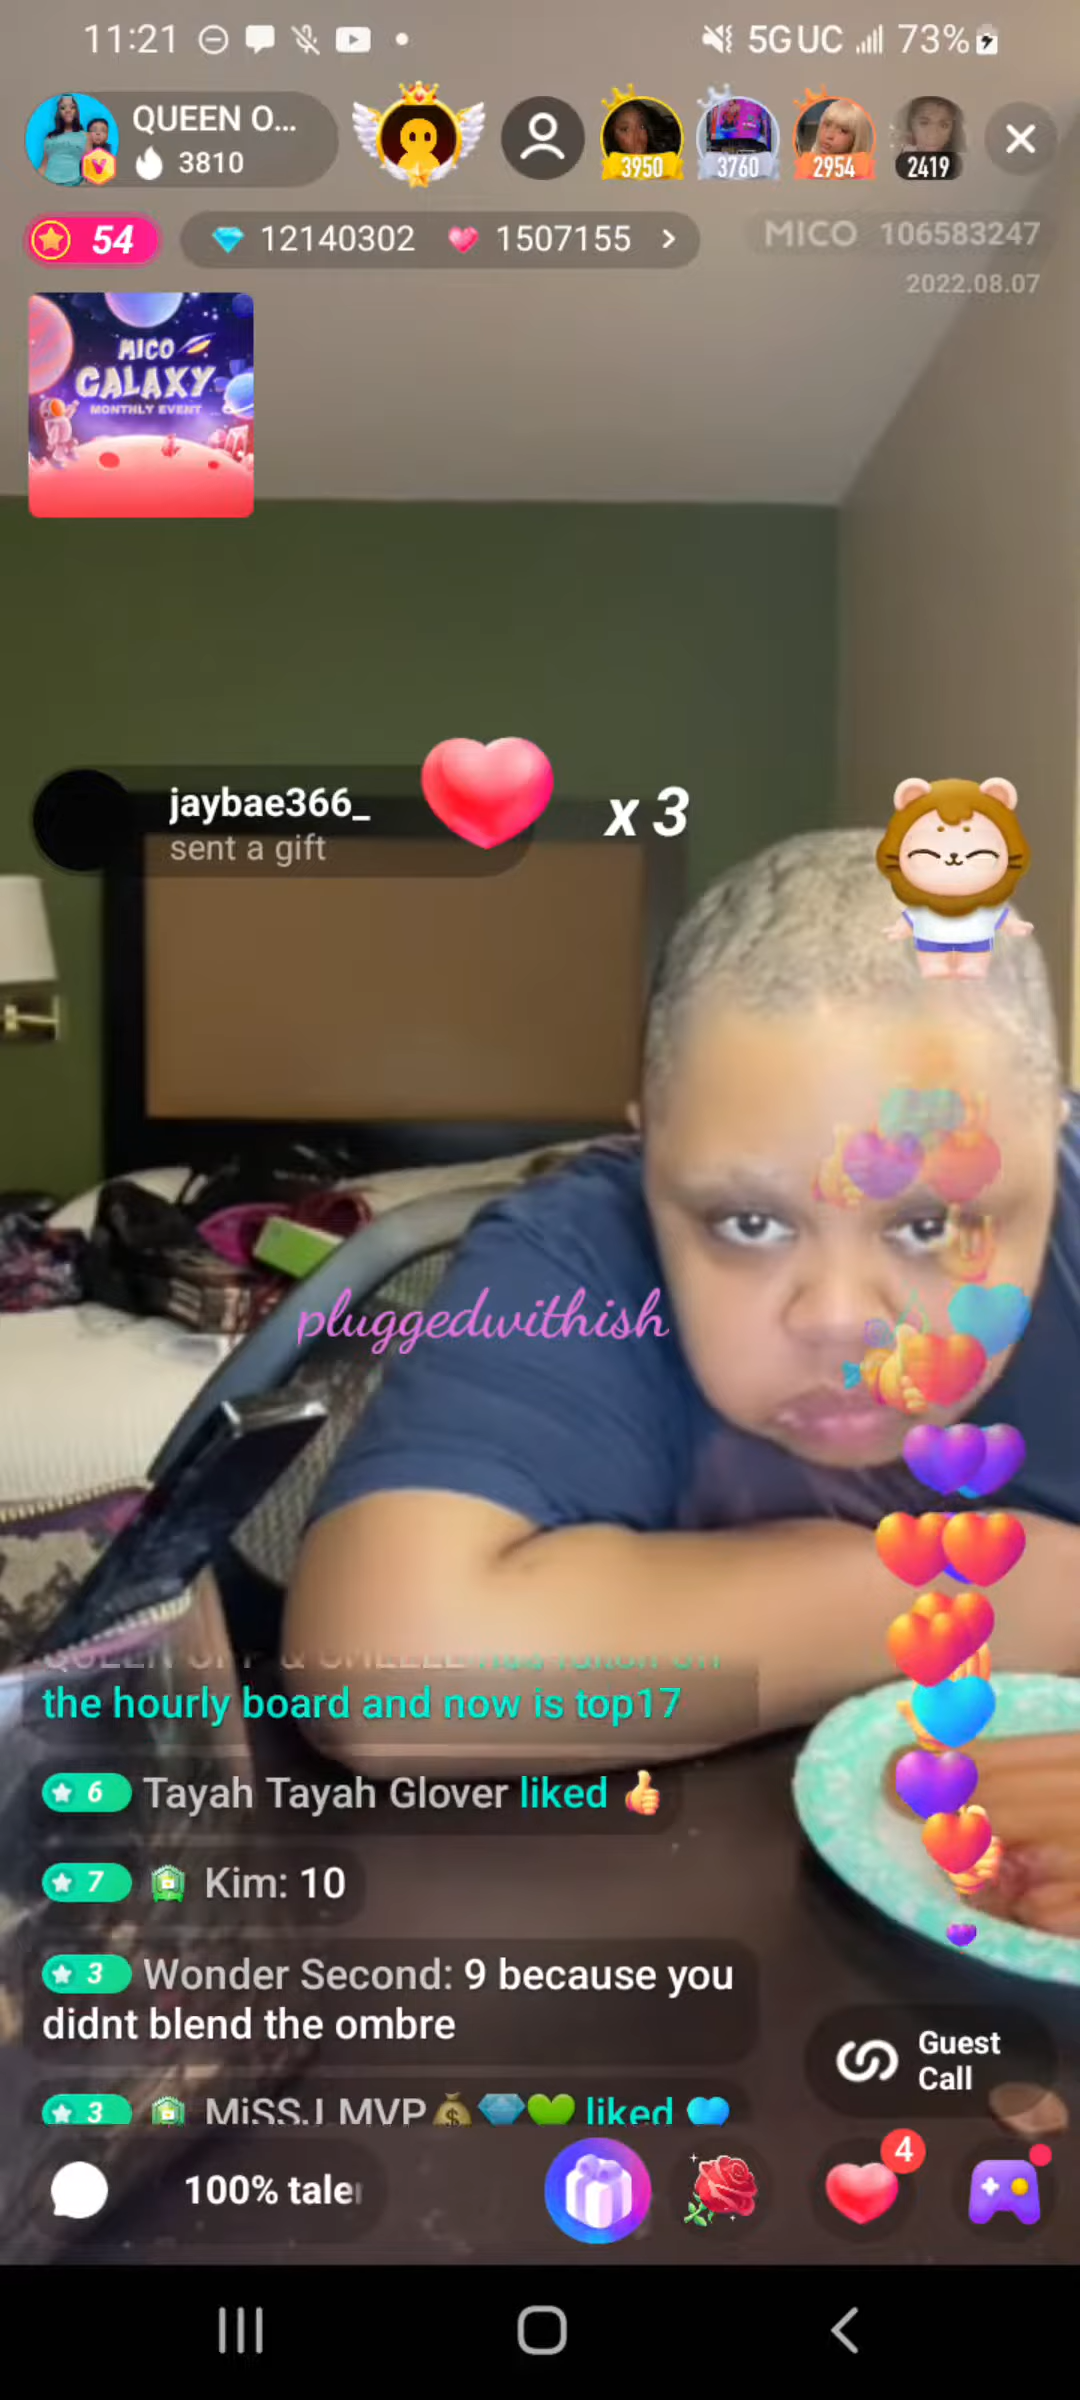 11:21
5G UC 73%
QUEEN O...
3810
3950
3760
2954
2419
54
12140302
1507155
MICO 106583247
2022.08.07
MICO
GALAXY
MONTHLY EVENT
jaybae366_
sent a gift
x 3
pluggedwithish
the hourly board and now is top17
6 Tayah Tayah Glover liked
7 Kim: 10
3 Wonder Second: 9 because you
didnt blend the ombre
3 MiSSJ MVP liked
Guest
Call
100% tale
4